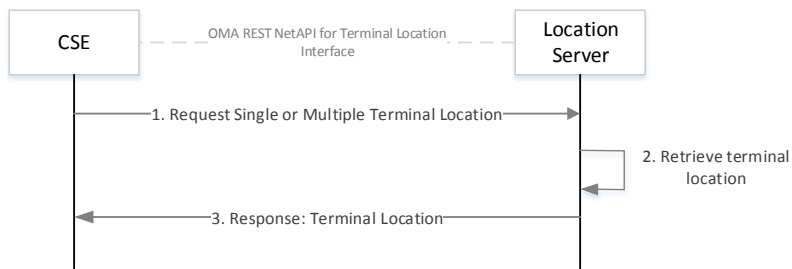 CSE
OMA REST NetAPI for Terminal Location
Interface
Location
Server
1. Request Single or Multiple Terminal Location
2. Retrieve terminal
location
3. Response: Terminal Location